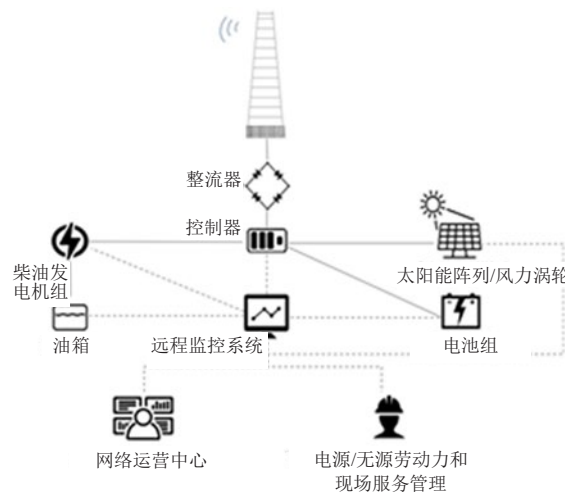 整流器
控制器
柴油发
电机组
太阳能阵列/风力涡轮
油箱
远程监控系统
电池组
网络运营中心
电源/无源劳动力和
现场服务管理